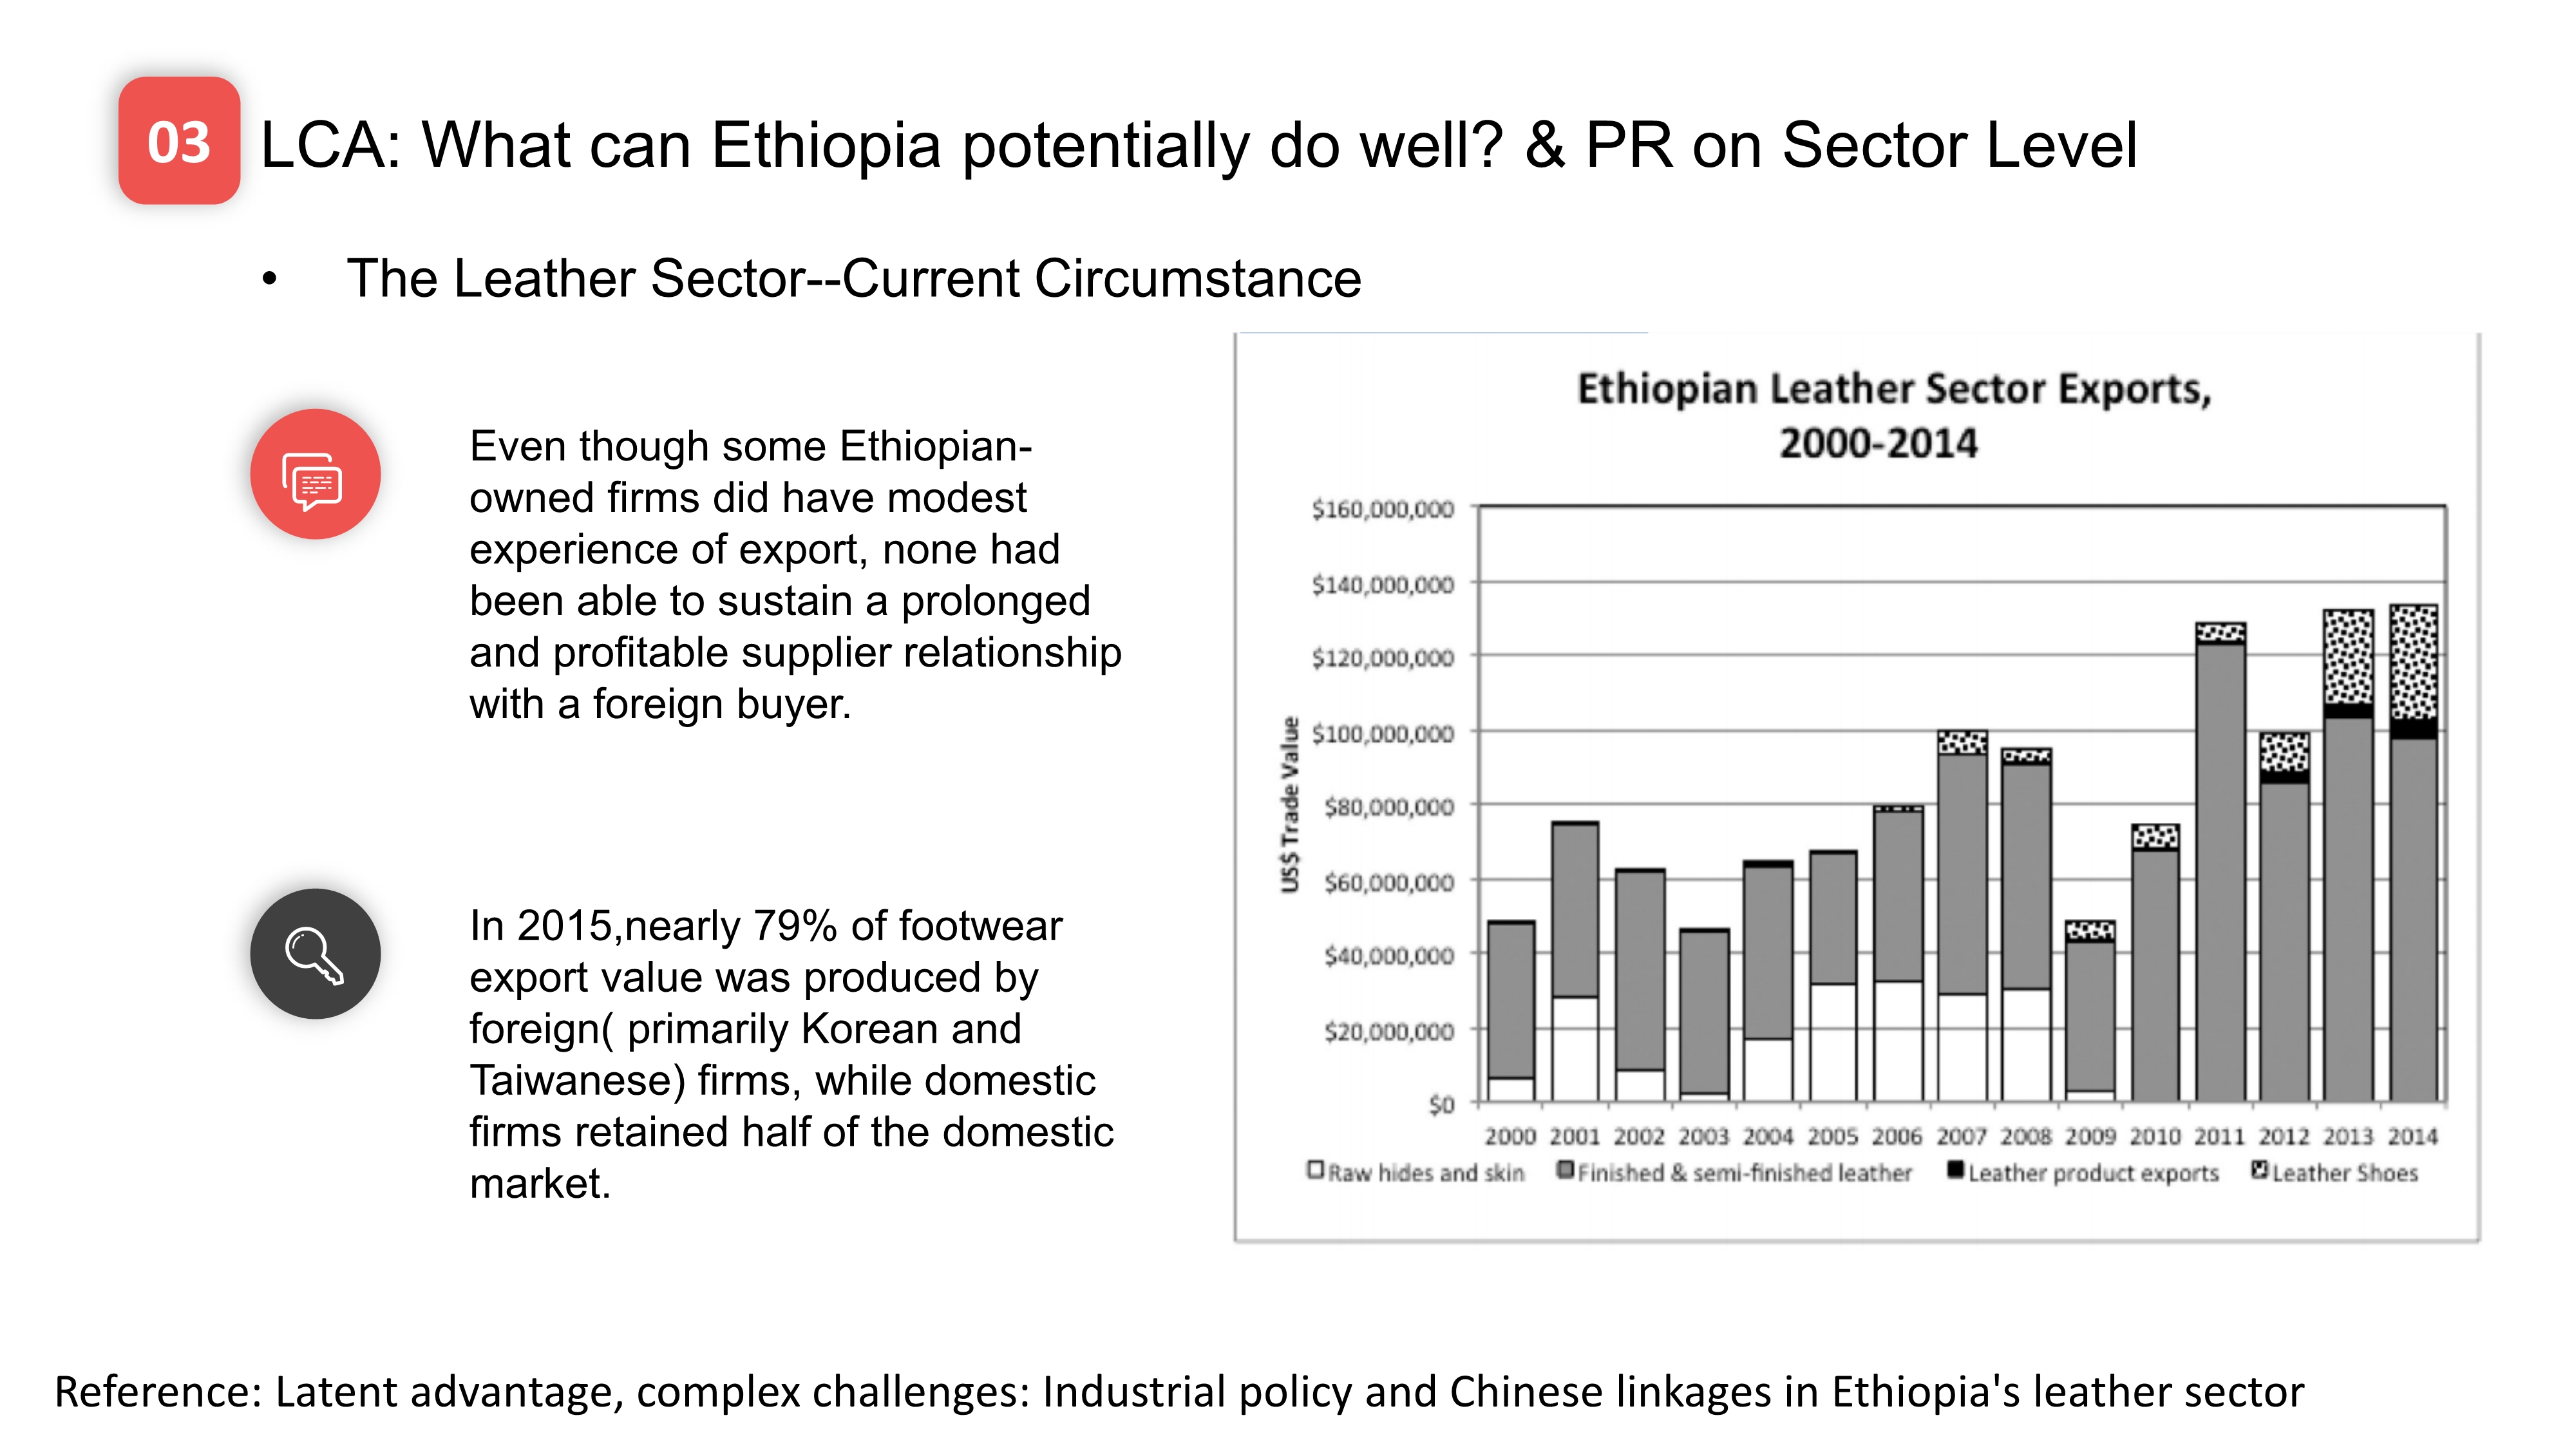 03
LCA: What can Ethiopia potentially do well? & PR on Sector Level
• The Leather Sector--Current Circumstance
Even though some Ethiopian-
owned firms did have modest
experience of export, none had
been able to sustain a prolonged
and profitable supplier relationship
with a foreign buyer.
In 2015,nearly 79% of footwear
export value was produced by
foreign( primarily Korean and
Taiwanese) firms, while domestic
firms retained half of the domestic
market.
Ethiopian Leather Sector Exports,
2000-2014
US$ Trade Value
$160,000,000
$140,000,000
$120,000,000
$100,000,000
$80,000,000
$60,000,000
$40,000,000
$20,000,000
$0
2000 2001 2002 2003 2004 2005 2006 2007 2008 2009 2010 2011 2012 2013 2014
Raw hides and skin Finished & semi-finished leather Leather product exports Leather Shoes
Reference: Latent advantage, complex challenges: Industrial policy and Chinese linkages in Ethiopia's leather sector